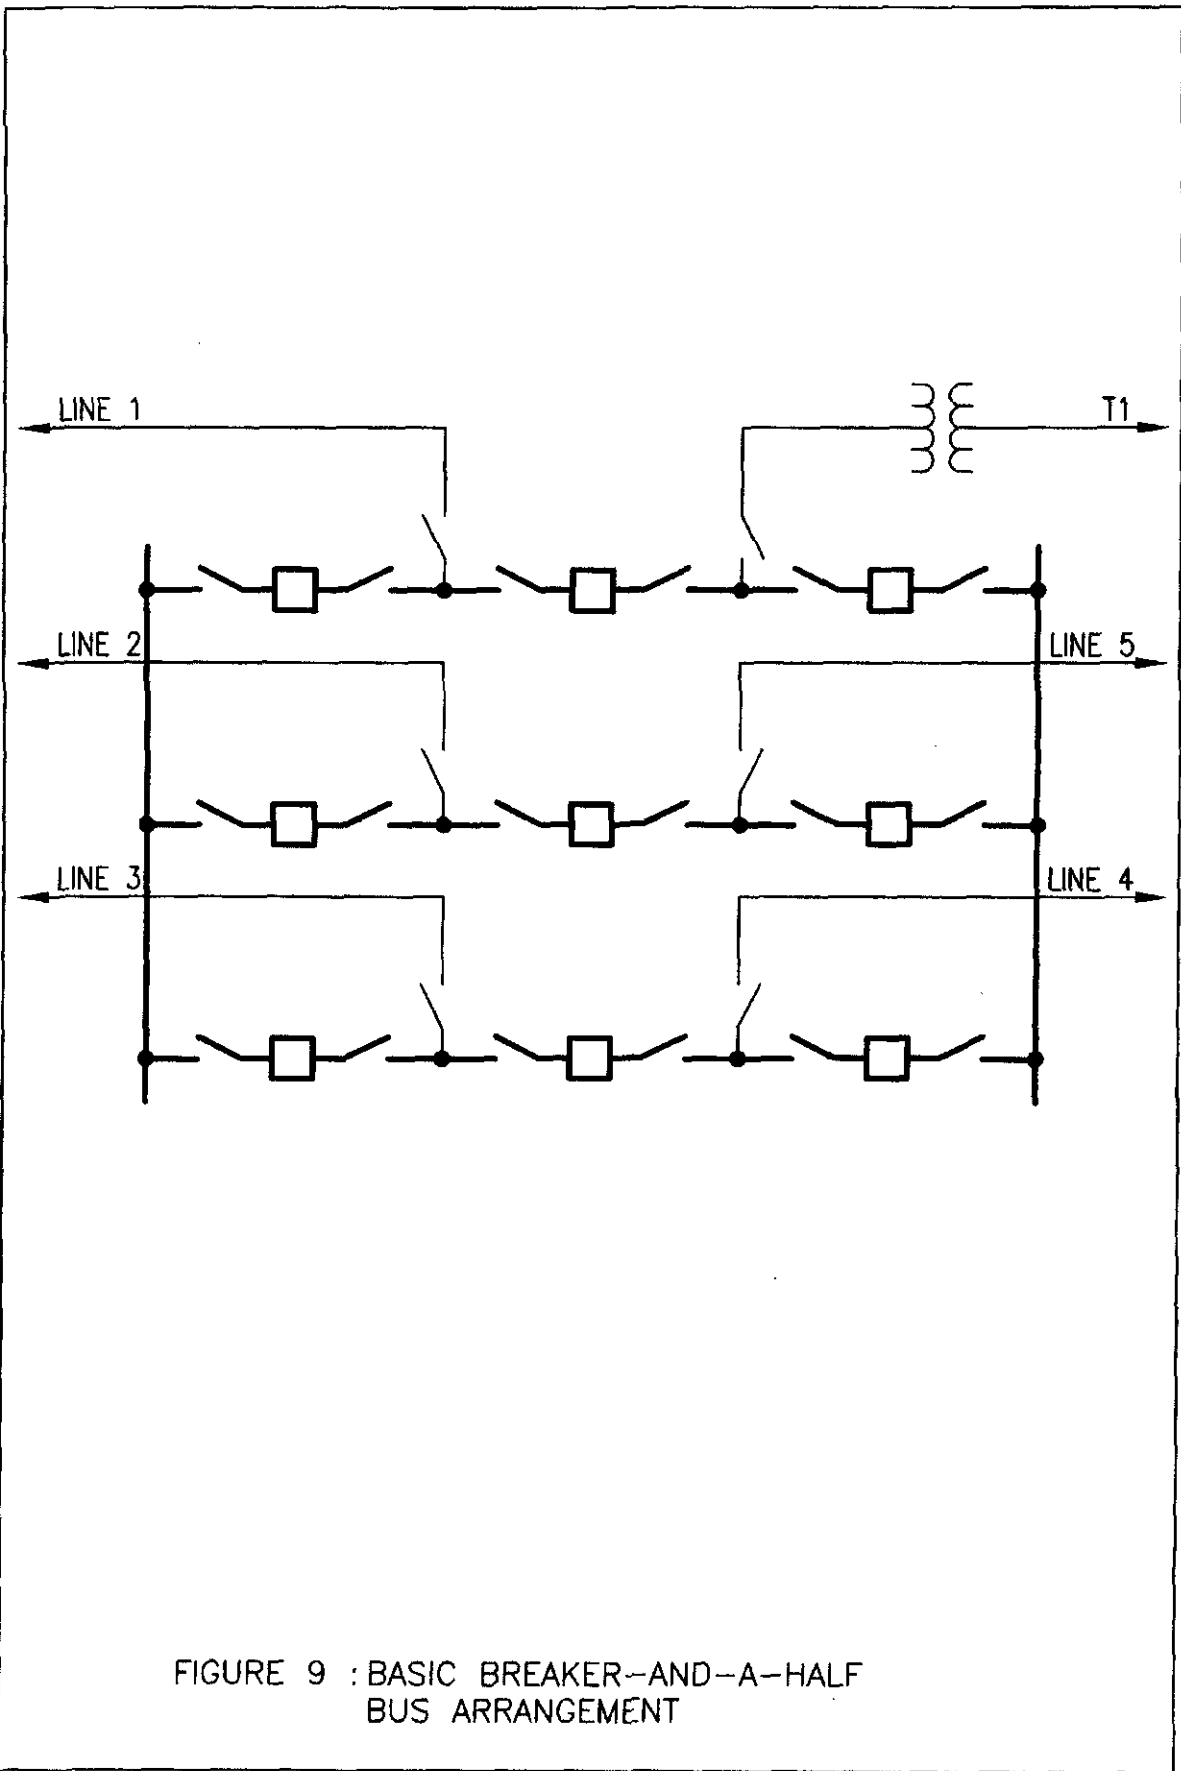 LINE 1
T1
LINE 2
LINE 5
LINE 3
LINE 4
FIGURE 9 : BASIC BREAKER-AND-A-HALF
BUS ARRANGEMENT